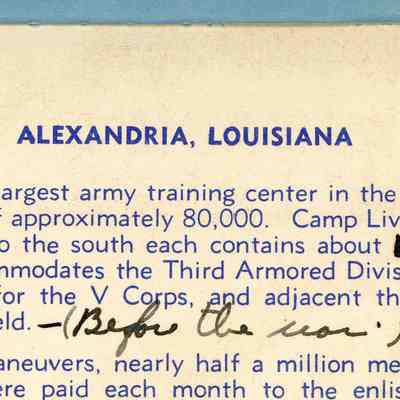 ALEXANDRIA, LOUISIANA
largest army training center in the
f approximately 80,000. Camp Liv
o the south each contains about
mmodates the Third Armored Divis
for the V Corps, and adjacent th
eld. — (Before the war.)
aneuvers, nearly half a million me
ere paid each month to the enlis